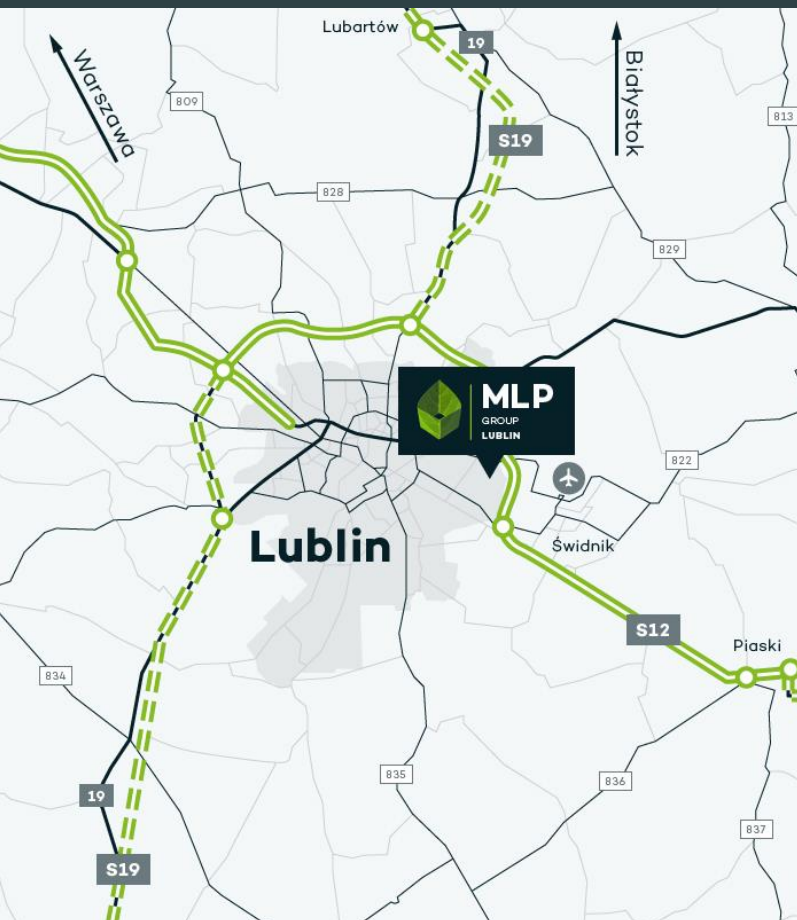 Lubartów
19
Warszawa
Białystok
809
813
S19
828
829
MLP
GROUP
LUBLIN
822
Lublin
Świdnik
S12
Piaski
834
835
836
19
837
S19